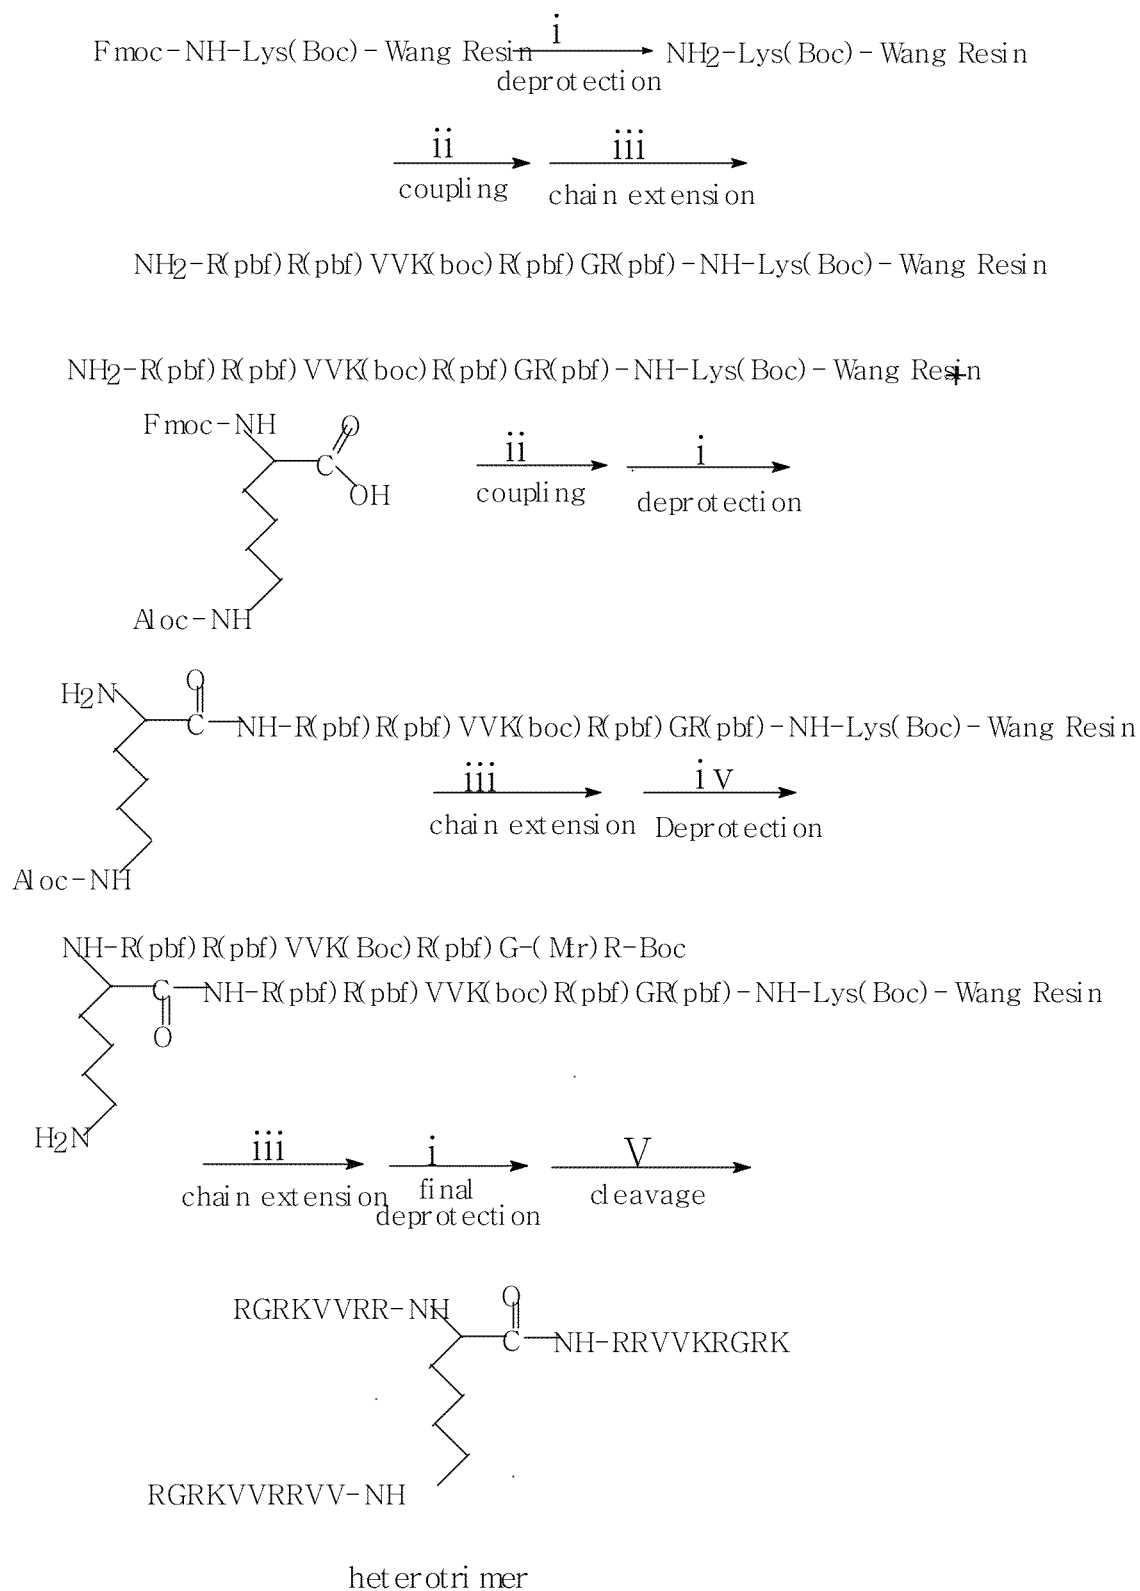 i
Fmoc-NH-Lys(Boc)-Wang Resin NH2-Lys(Boc)-Wang Resin
deprotection
ii iii
coupling chain extension
NH2-R(pbf)R(pbf)VVK(boc)R(pbf)GR(pbf)-NH-Lys(Boc)-Wang Resin
NH2-R(pbf)R(pbf)VVK(boc)R(pbf)GR(pbf)-NH-Lys(Boc)-Wang Resin
+
Fmoc-NH O
C
OH
ii i
coupling deprotection
Aloc-NH
H2N O
C NH-R(pbf)R(pbf)VVK(boc)R(pbf)GR(pbf)-NH-Lys(Boc)-Wang Resin
iii iv
chain extension Deprotection
Aloc-NH
NH-R(pbf)R(pbf)VVK(Boc)R(pbf)G-(Mtr)R-Boc
C NH-R(pbf)R(pbf)VVK(boc)R(pbf)GR(pbf)-NH-Lys(Boc)-Wang Resin
O
H2N
iii i V
chain extension final deprotection cleavage
RGRKVVRR-NH O
C NH-RRVVKRGRK
RGRKVVRRVV-NH
heterotrimer